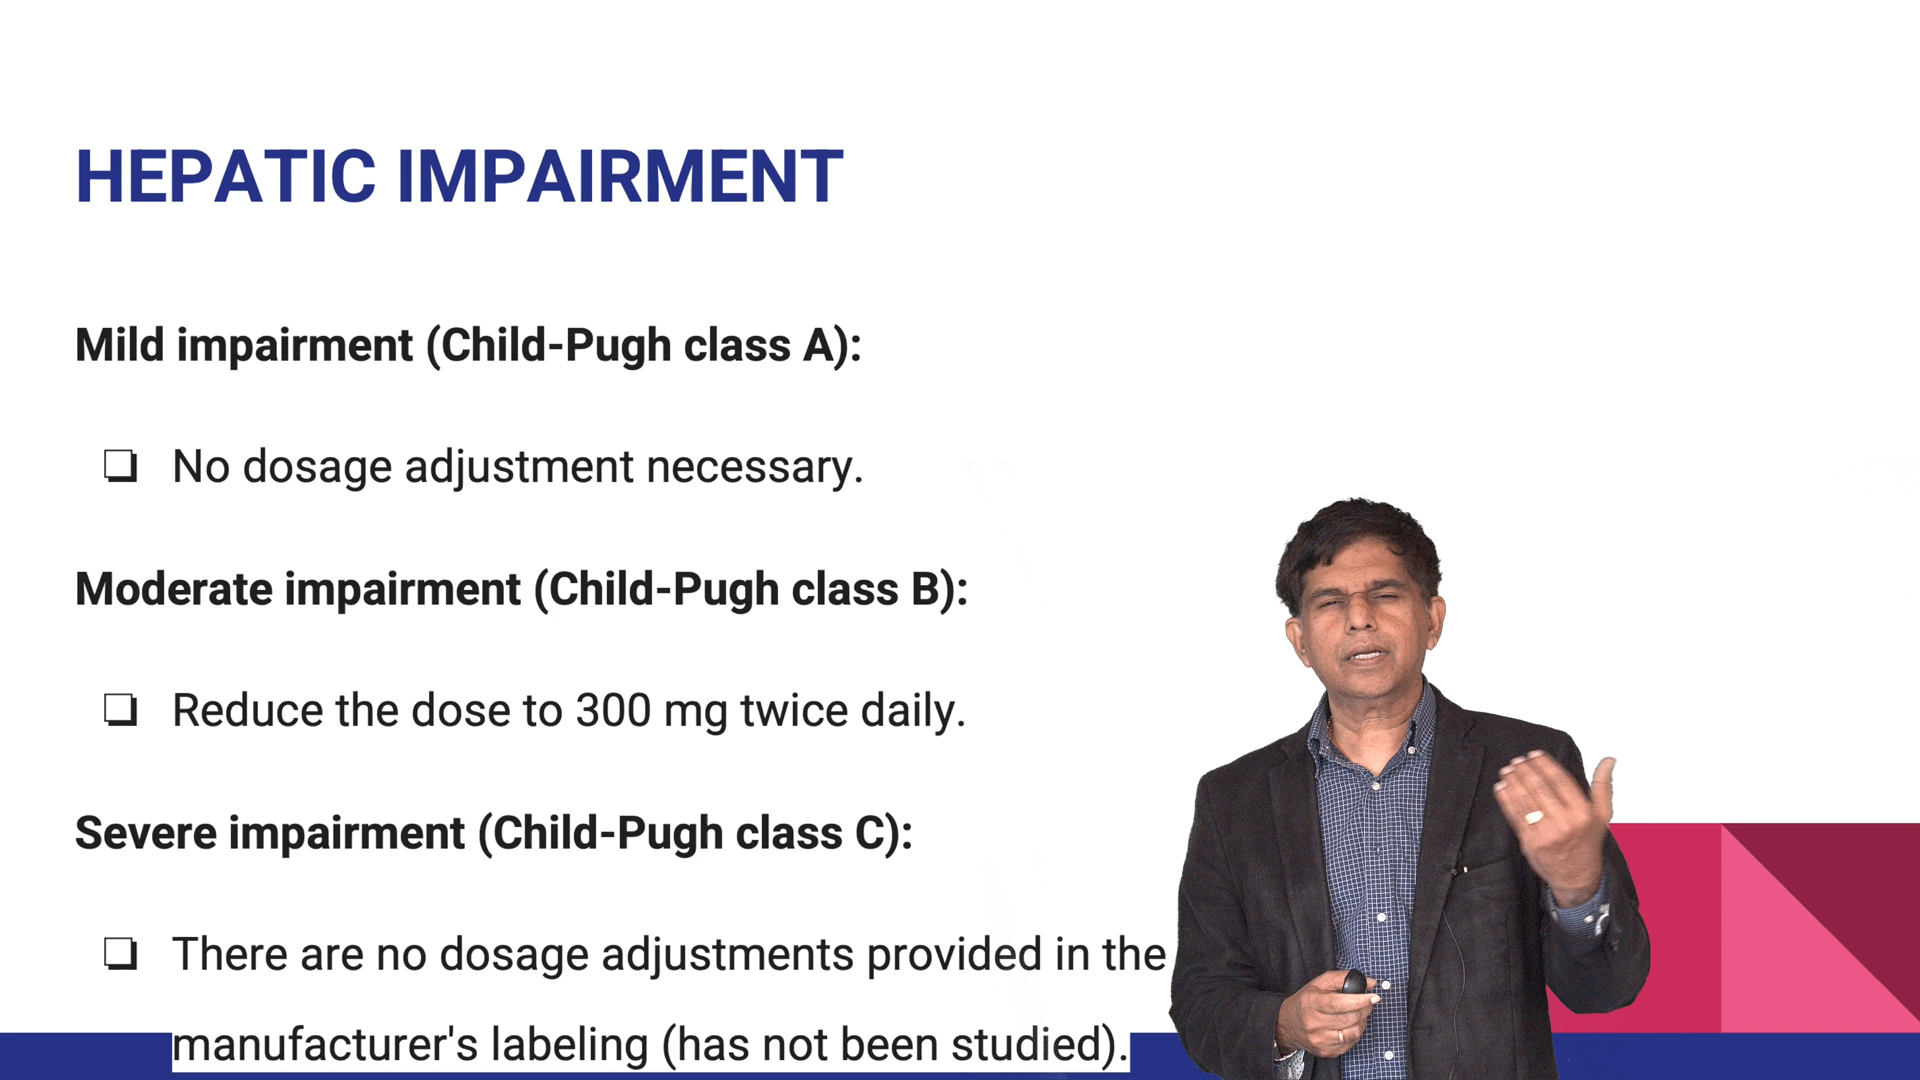 HEPATIC IMPAIRMENT
Mild impairment (Child-Pugh class A):
❏ No dosage adjustment necessary.
Moderate impairment (Child-Pugh class B):
❏ Reduce the dose to 300 mg twice daily.
Severe impairment (Child-Pugh class C):
❏ There are no dosage adjustments provided in the
manufacturer's labeling (has not been studied).